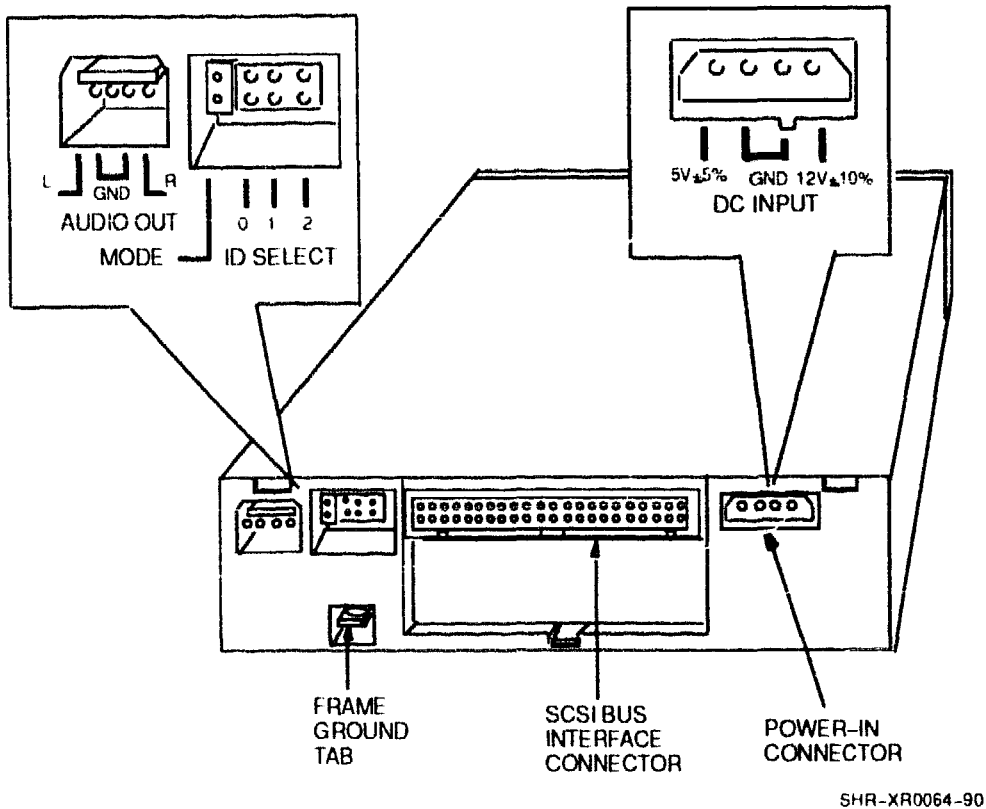 L GND R
AUDIO OUT
0 1 2
MODE ID SELECT
5V±5% GND 12V±10%
DC INPUT
FRAME
GROUND
TAB
SCSI BUS
INTERFACE
CONNECTOR
POWER-IN
CONNECTOR
SHR-XR0064-90